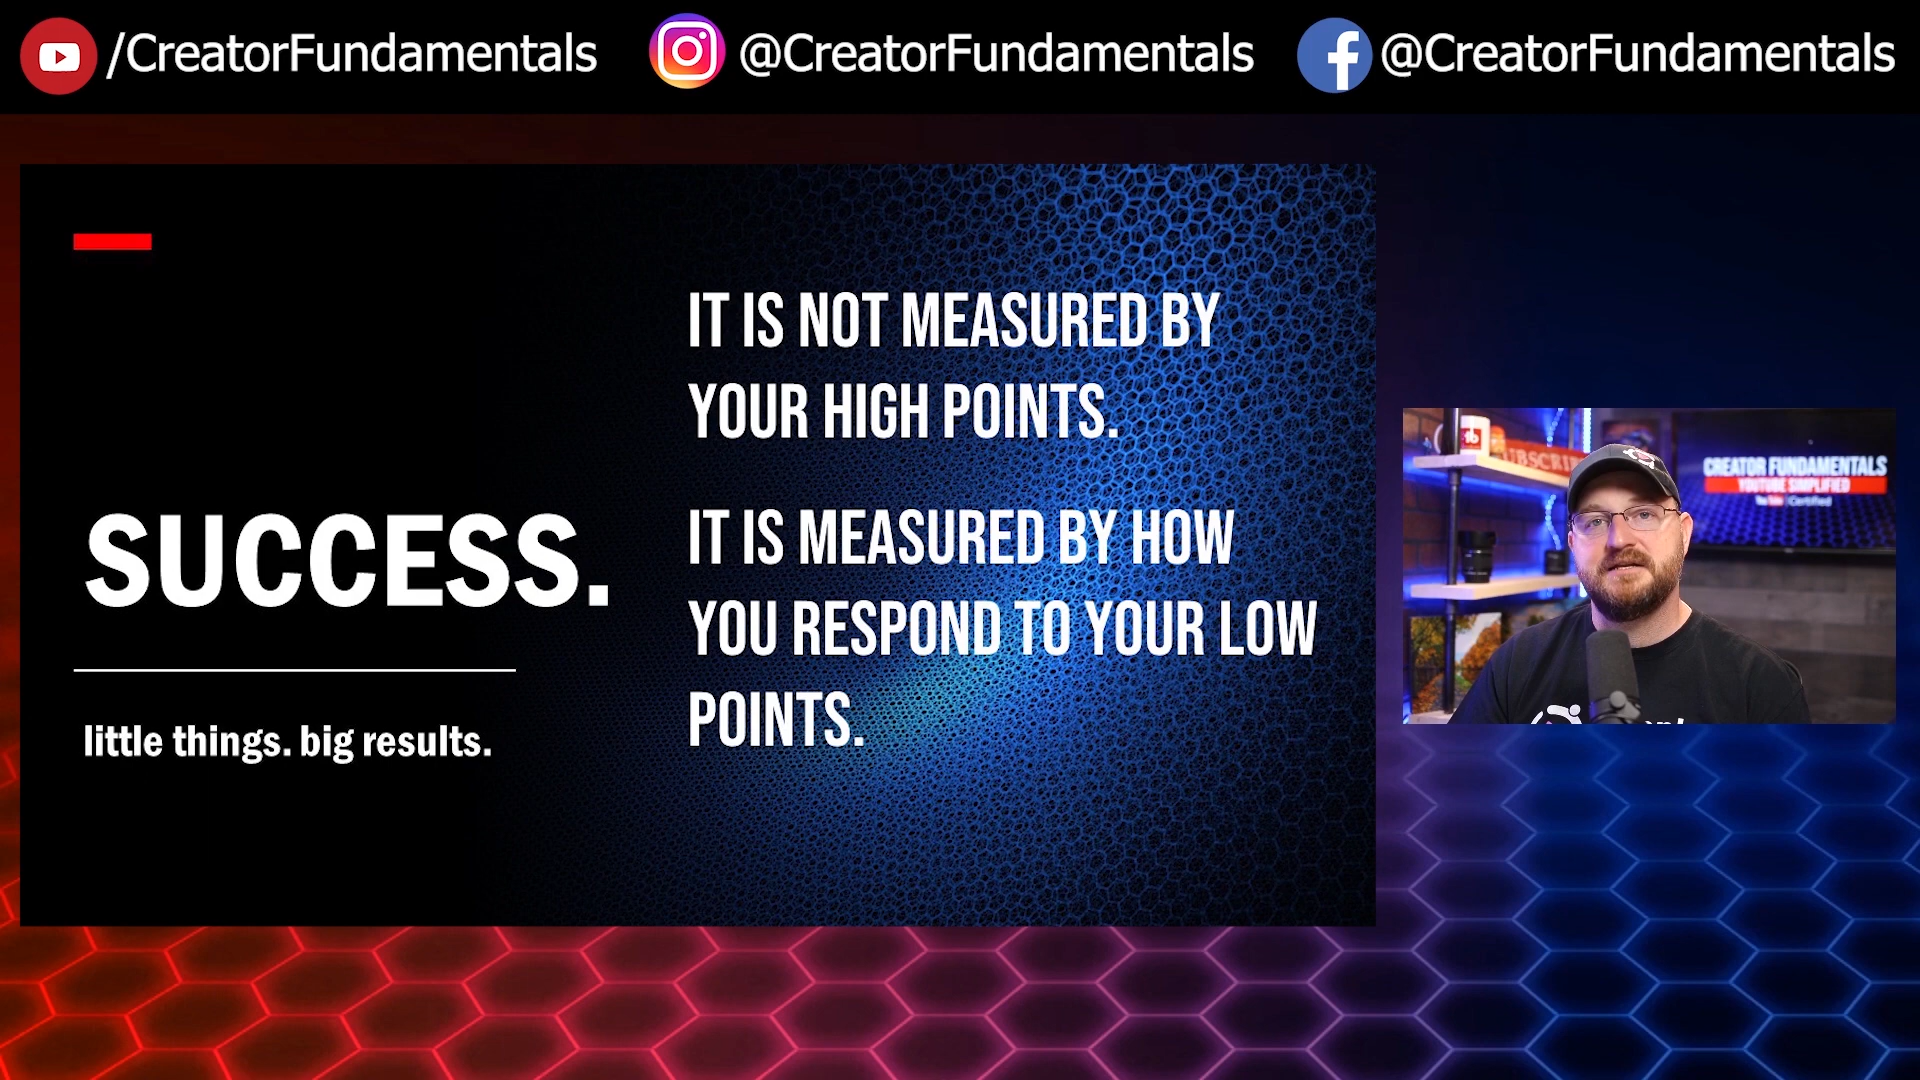 /CreatorFundamentals
@CreatorFundamentals
@CreatorFundamentals
IT IS NOT MEASURED BY
YOUR HIGH POINTS.
SUCCESS.
IT IS MEASURED BY HOW
YOU RESPOND TO YOUR LOW
POINTS.
little things. big results.
CREATOR FUNDAMENTALS
YOUTUBE SIMPLIFIED
Certified